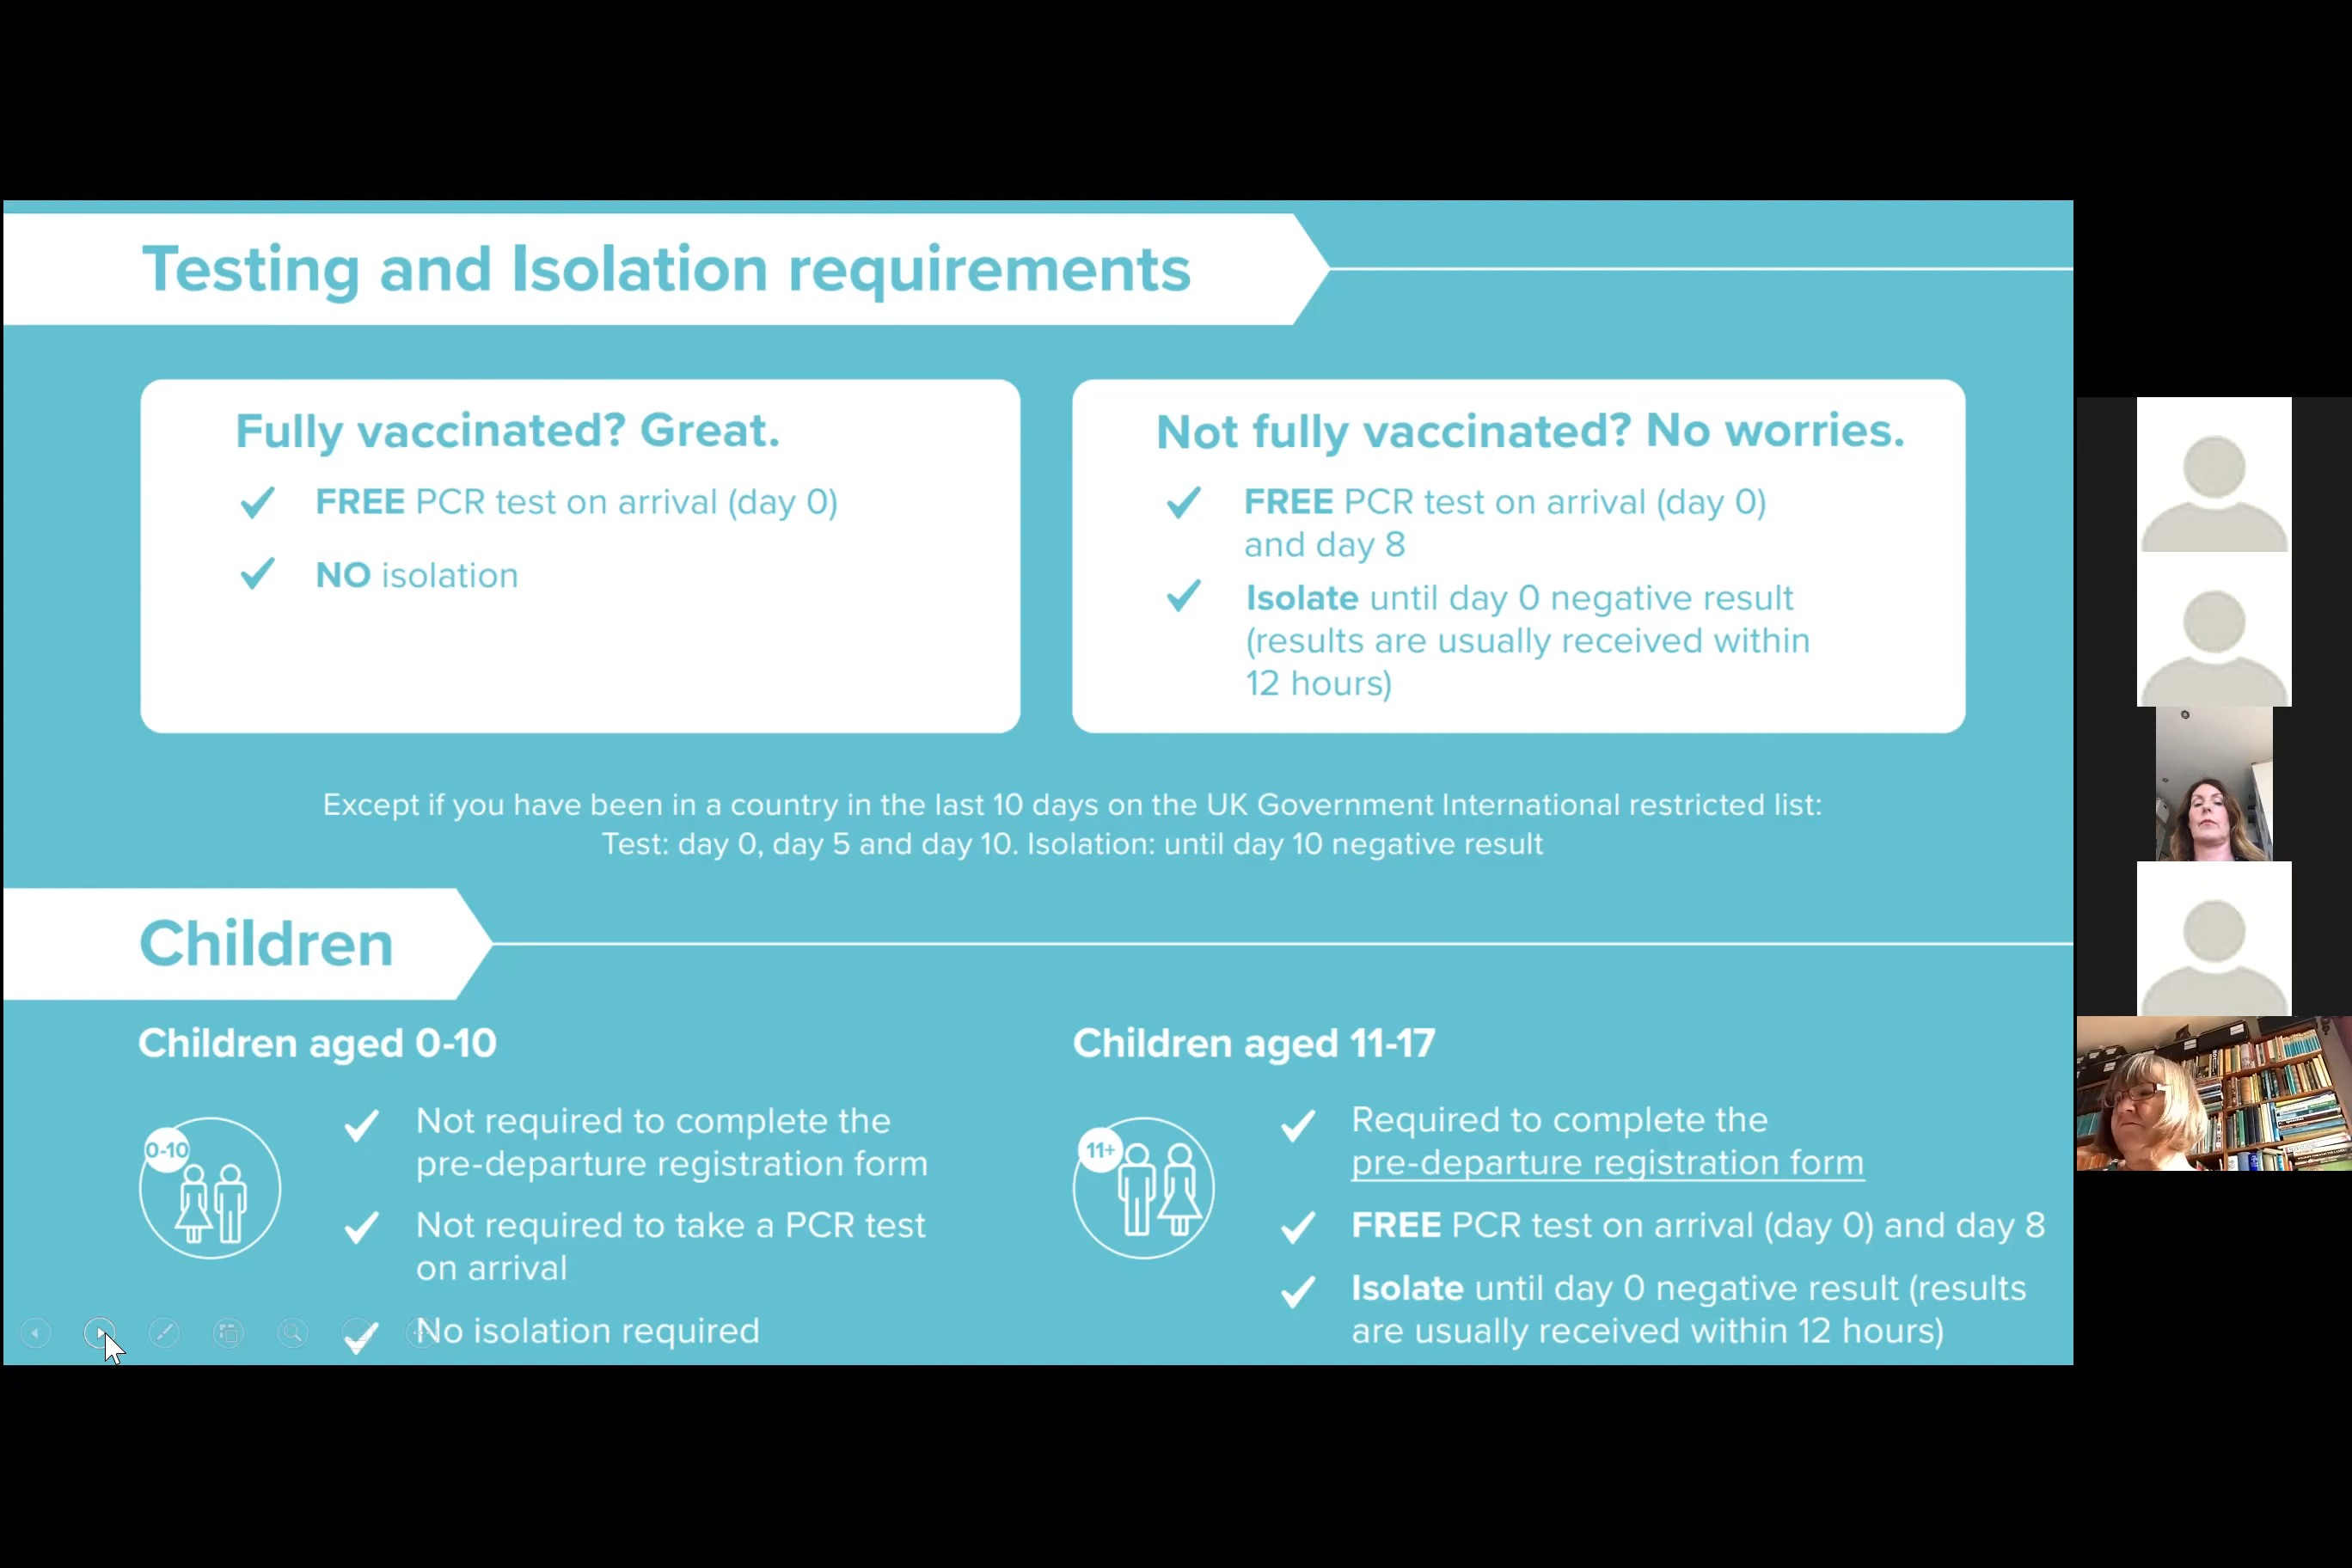 Testing and Isolation requirements
Fully vaccinated? Great.
FREE PCR test on arrival (day 0)
NO isolation
Not fully vaccinated? No worries.
FREE PCR test on arrival (day 0)
and day 8
Isolate until day 0 negative result
(results are usually received within
12 hours)
Except if you have been in a country in the last 10 days on the UK Government International restricted list:
Test: day 0, day 5 and day 10. Isolation: until day 10 negative result
Children
Children aged 0-10
0-10
Not required to complete the
pre-departure registration form
Not required to take a PCR test
on arrival
No isolation required
Children aged 11-17
11+
Required to complete the
pre-departure registration form
FREE PCR test on arrival (day 0) and day 8
Isolate until day 0 negative result (results
are usually received within 12 hours)